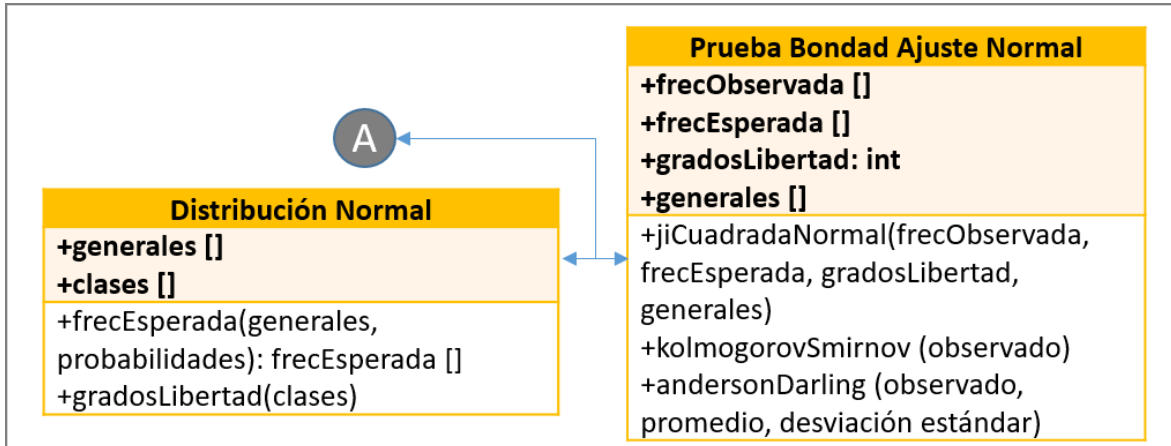 A
Distribución Normal
+generales []
+clases []
+frecEsperada(generales,
probabilidades): frecEsperada []
+gradosLibertad(clases)
Prueba Bondad Ajuste Normal
+frecObservada []
+frecEsperada []
+gradosLibertad: int
+generales []
+jiCuadradaNormal(frecObservada,
frecEsperada, gradosLibertad,
generales)
+kolmogorovSmirnov (observado)
+andersonDarling (observado,
promedio, desviación estándar)